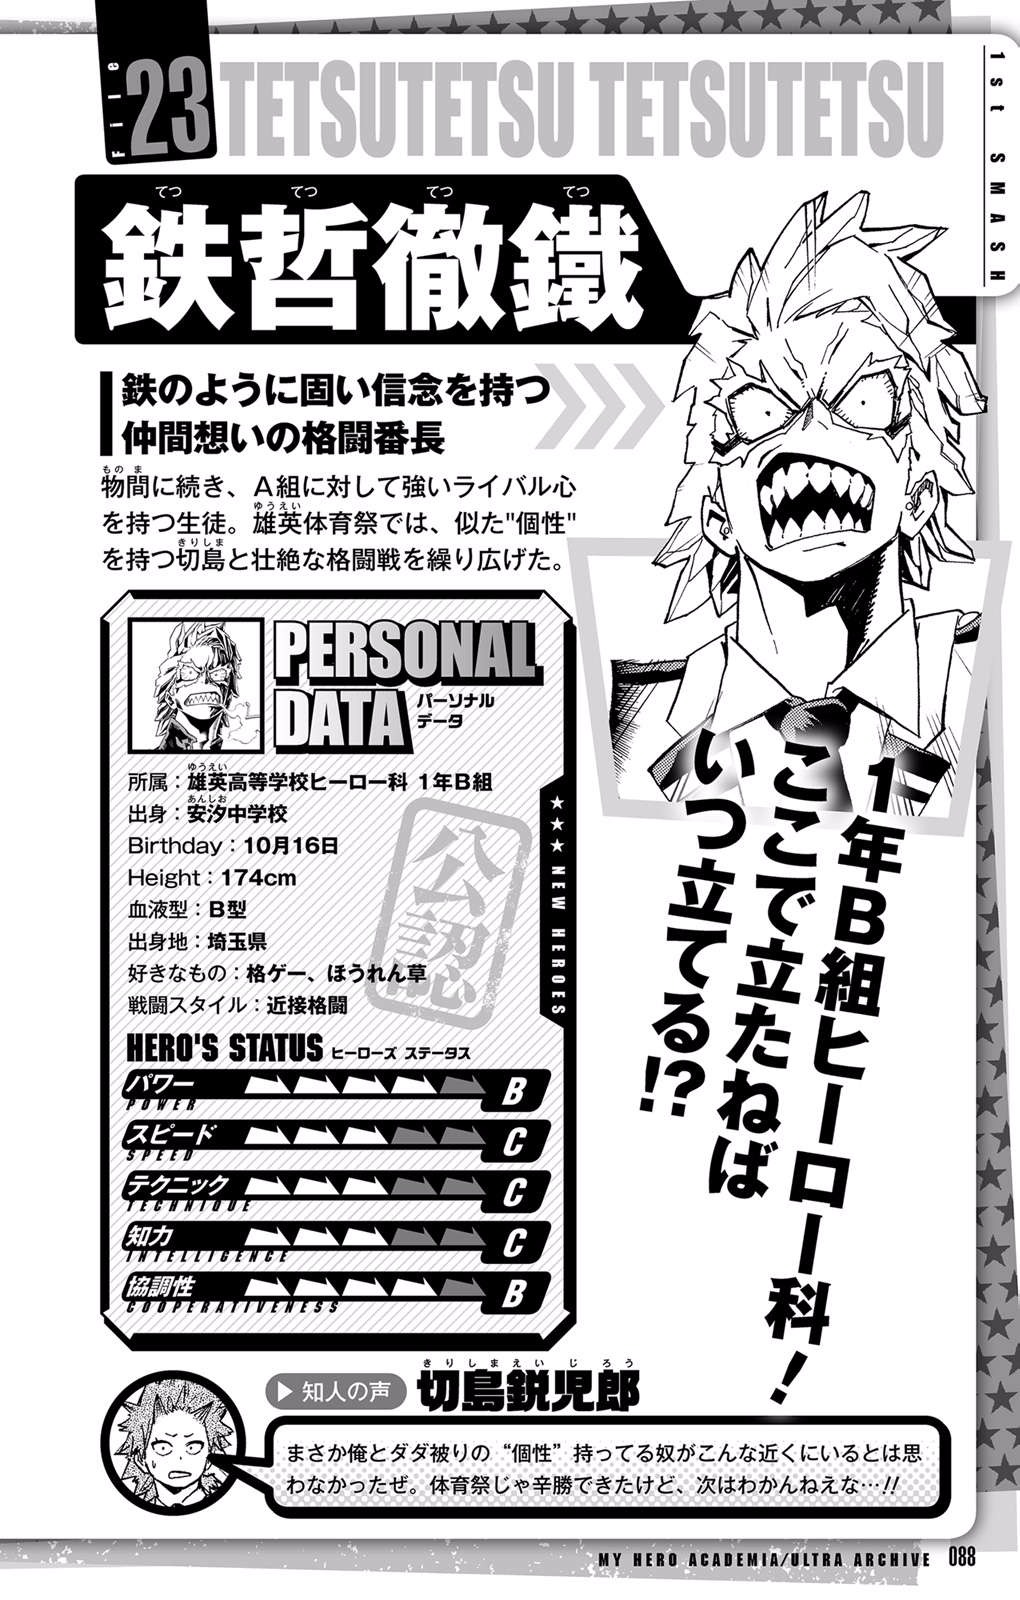 File 23
TETSUTETSU TETSUTETSU
1st SMASH
てつ てつ てつ てつ
鉄哲徹鐵
鉄のように固い信念を持つ
仲間想いの格闘番長
ものま
物間に続き、A組に対して強いライバル心
ゆうえい
を持つ生徒。雄英体育祭では、似た"個性"
きりしま
を持つ切島と壮絶な格闘戦を繰り広げた。
PERSONAL
DATA
パーソナル
データ
ゆうえい
所属：雄英高等学校ヒーロー科 1年B組
あんしお
出身：安汐中学校
Birthday：10月16日
Height：174cm
血液型：B型
出身地：埼玉県
好きなもの：格ゲー、ほうれん草
戦闘スタイル：近接格闘
公認
★★★ NEW HEROES
HERO'S STATUS ヒーローズ ステータス
パワー
POWER
B
スピード
SPEED
C
テクニック
TECHNIQUE
C
知力
INTELLIGENCE
C
協調性
COOPERATIVENESS
B
1年B組ヒーロー科！
ここで立たねば
いつ立てる!?
▶知人の声
きりしまえいじろう
切島鋭児郎
まさか俺とダダ被りの“個性”持ってる奴がこんな近くにいるとは思
わなかったぜ。体育祭じゃ辛勝できたけど、次はわかんねえな…!!
MY HERO ACADEMIA/ULTRA ARCHIVE 088